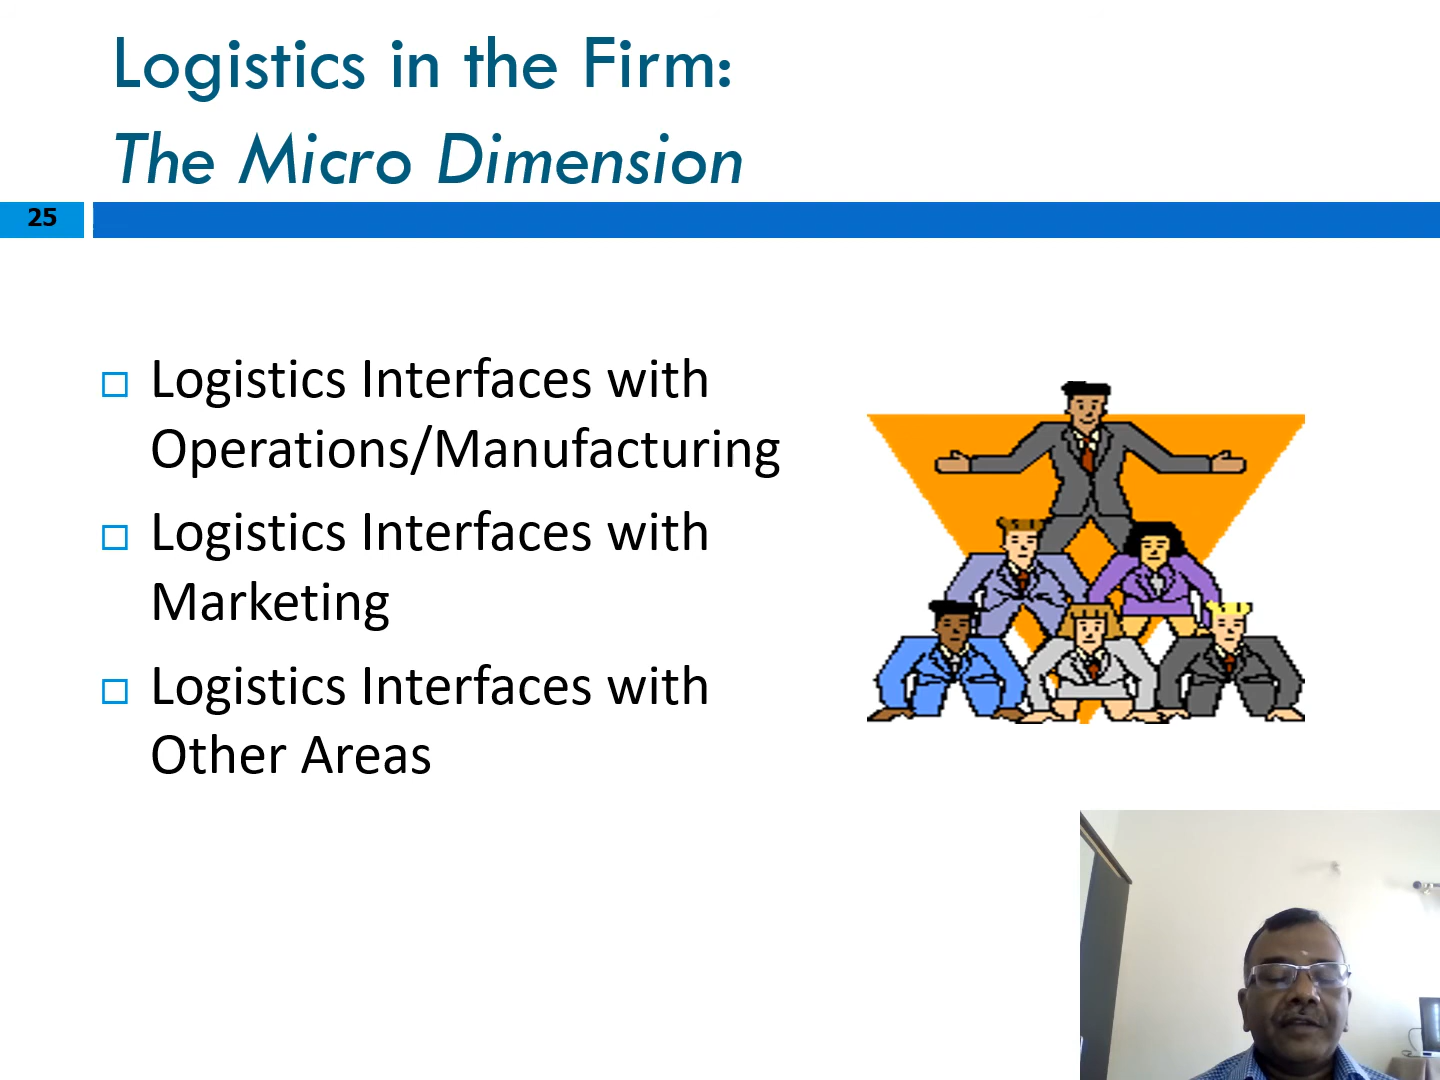 Logistics in the Firm:
The Micro Dimension
25
Logistics Interfaces with
Operations/Manufacturing
Logistics Interfaces with
Marketing
Logistics Interfaces with
Other Areas